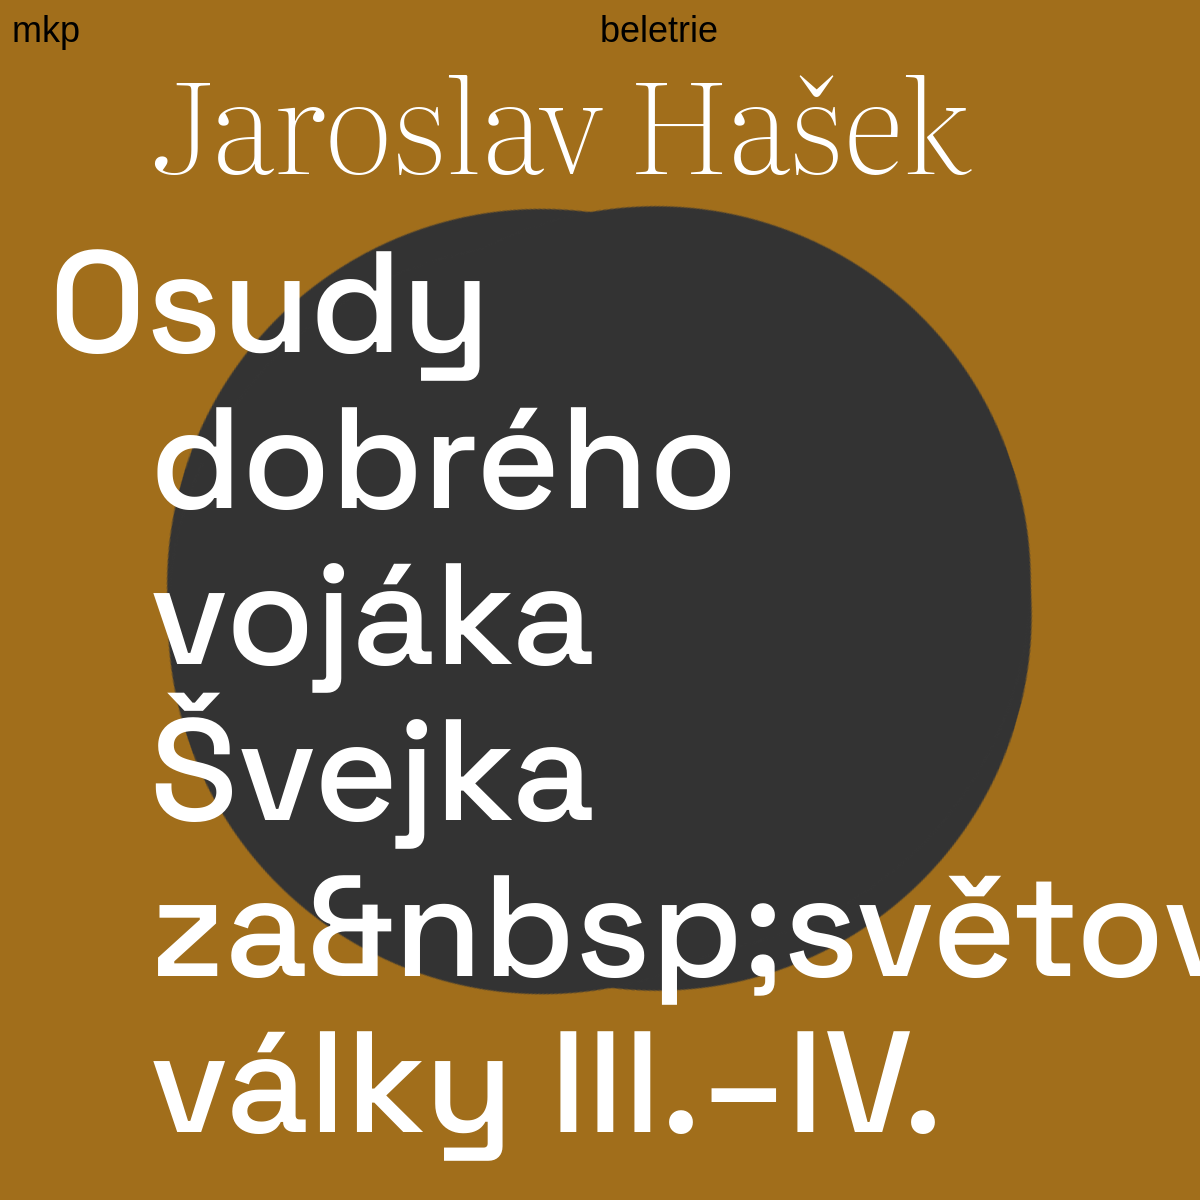 mkp beletrie
Jaroslav Hašek
Osudy
dobrého
vojáka
Švejka
za&nbsp;světov
války III.–IV.